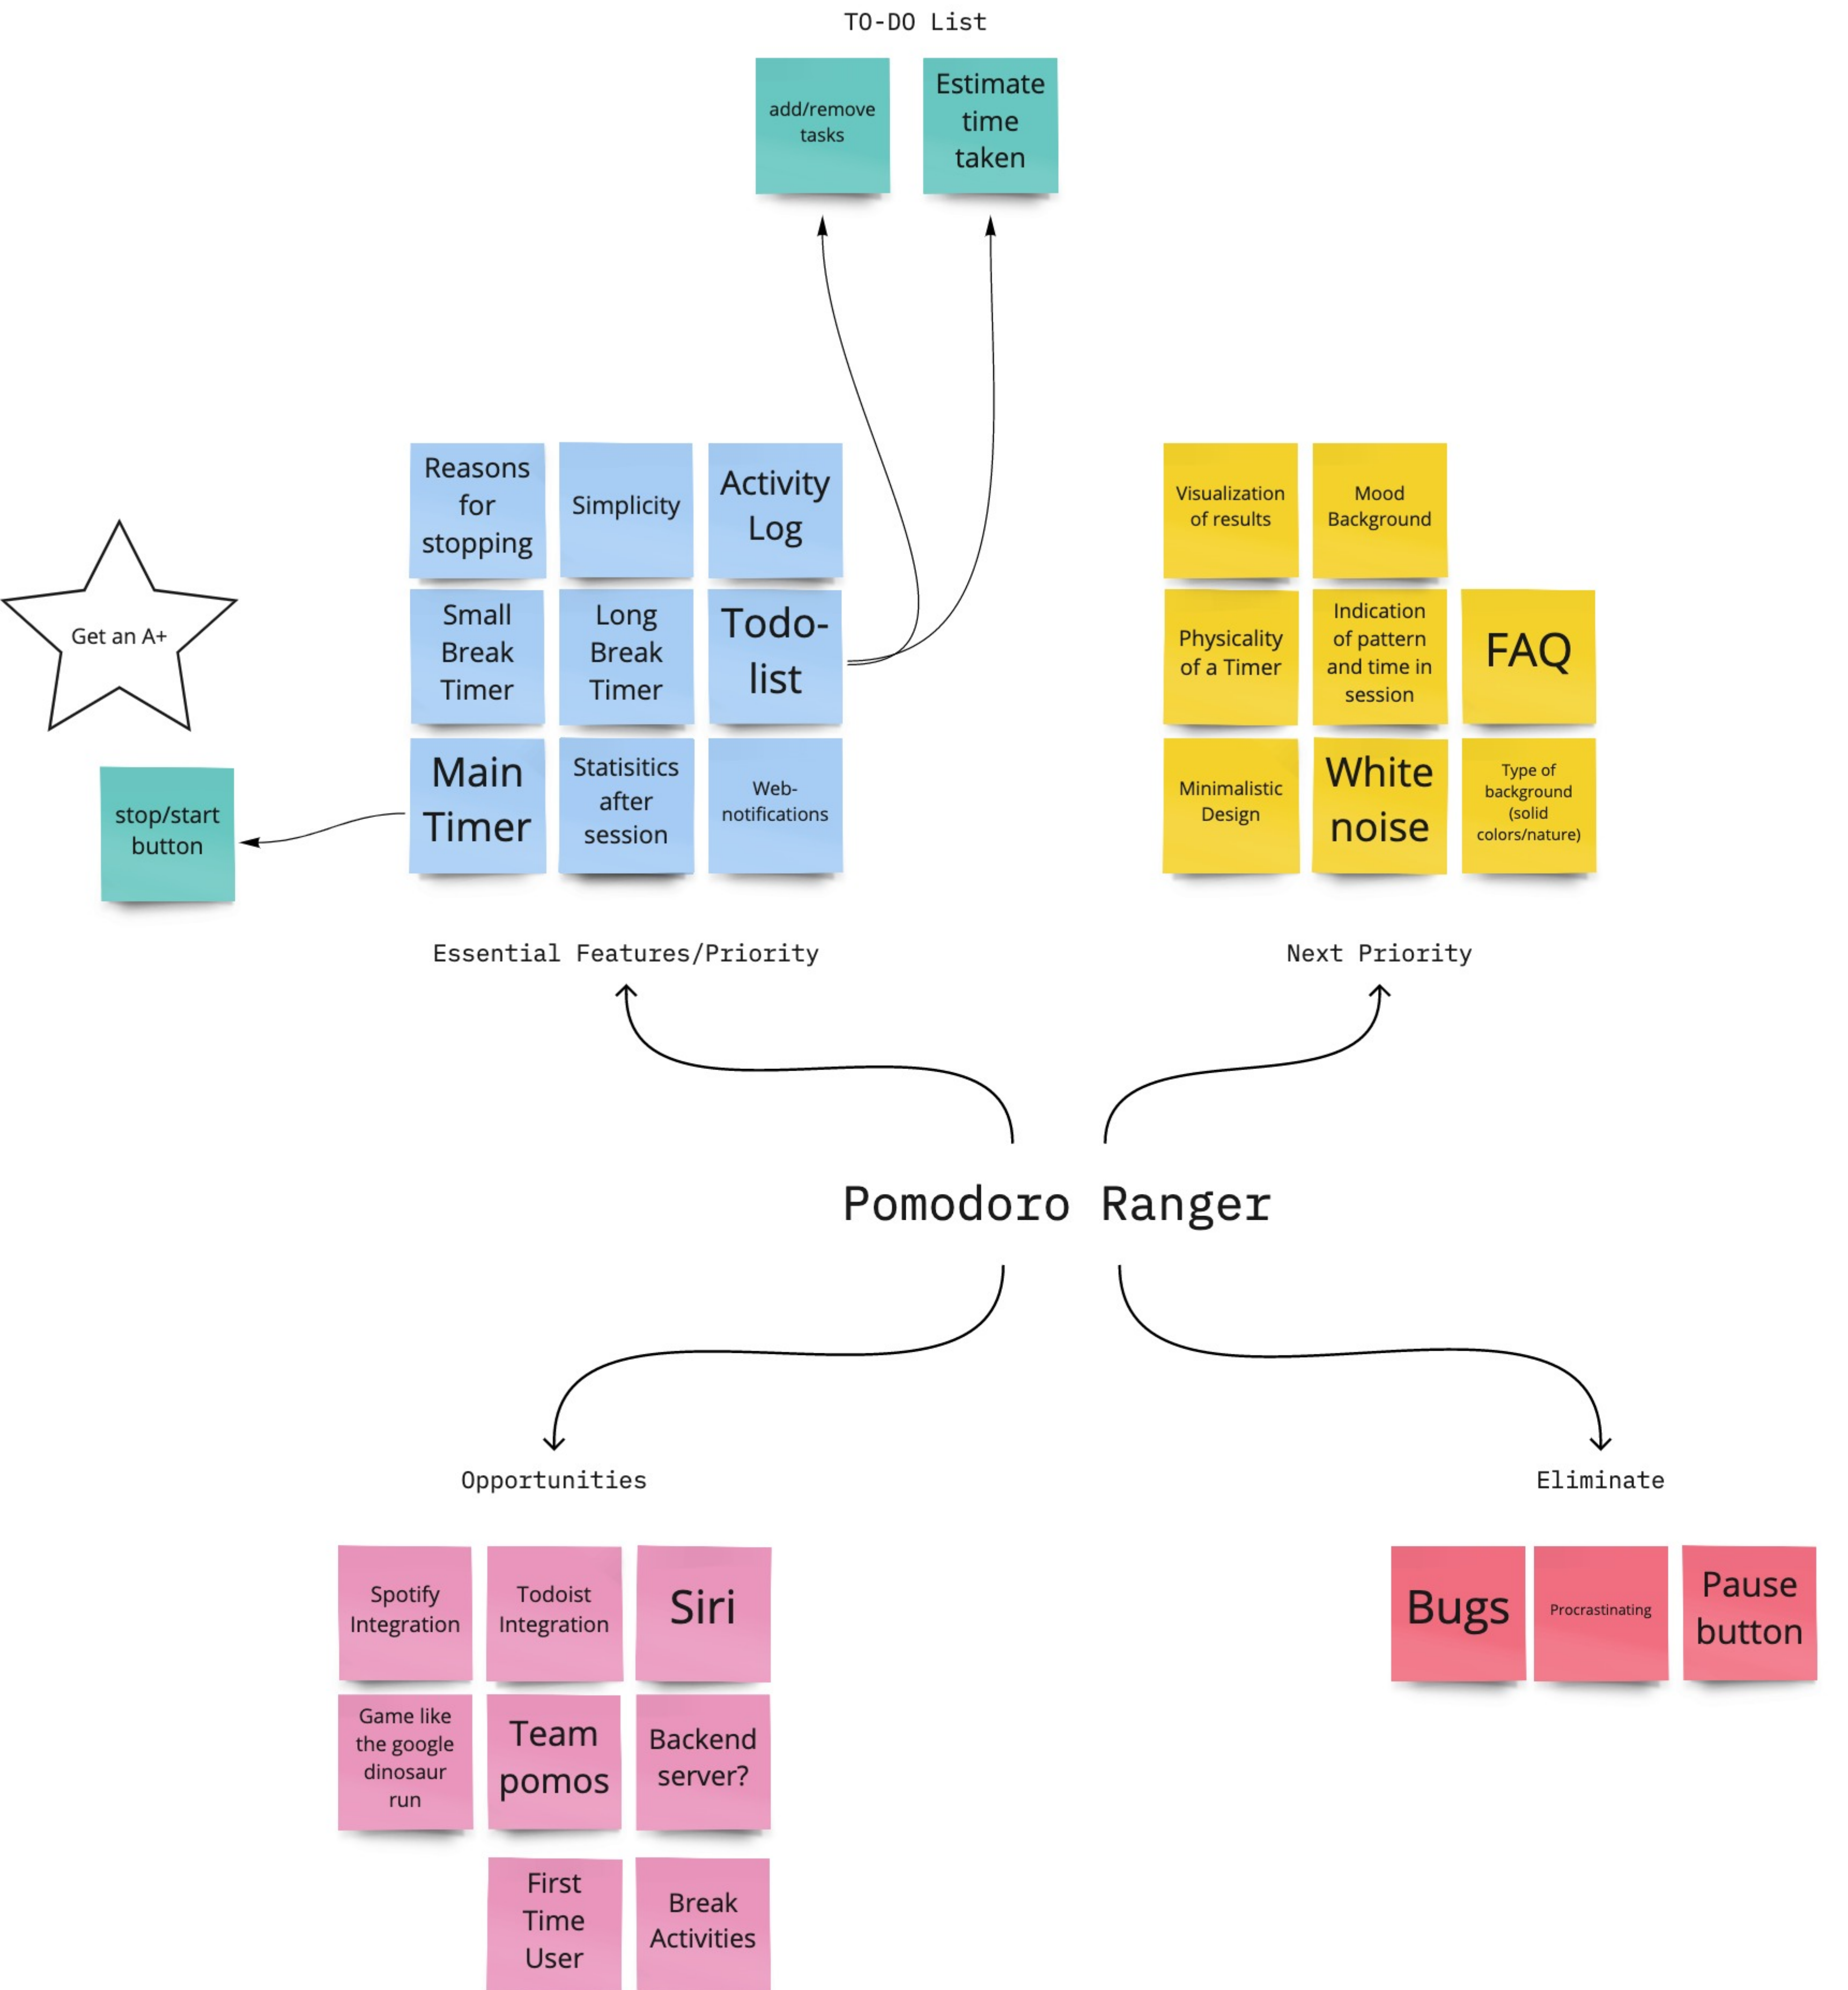 TO-DO List
add/remove
tasks
Estimate
time
taken
Reasons
for
stopping
Simplicity
Activity
Log
Get an A+
Small
Break
Timer
Long
Break
Timer
Todo-
list
stop/start
button
Main
Timer
Statisitics
after
session
Web-
notifications
Essential Features/Priority
Visualization
of results
Mood
Background
Physicality
of a Timer
Indication
of pattern
and time in
session
FAQ
Minimalistic
Design
White
noise
Type of
background
(solid
colors/nature)
Next Priority
Pomodoro Ranger
Opportunities
Spotify
Integration
Todoist
Integration
Siri
Game like
the google
dinosaur
run
Team
pomos
Backend
server?
First
Time
User
Break
Activities
Eliminate
Bugs
Procrastinating
Pause
button